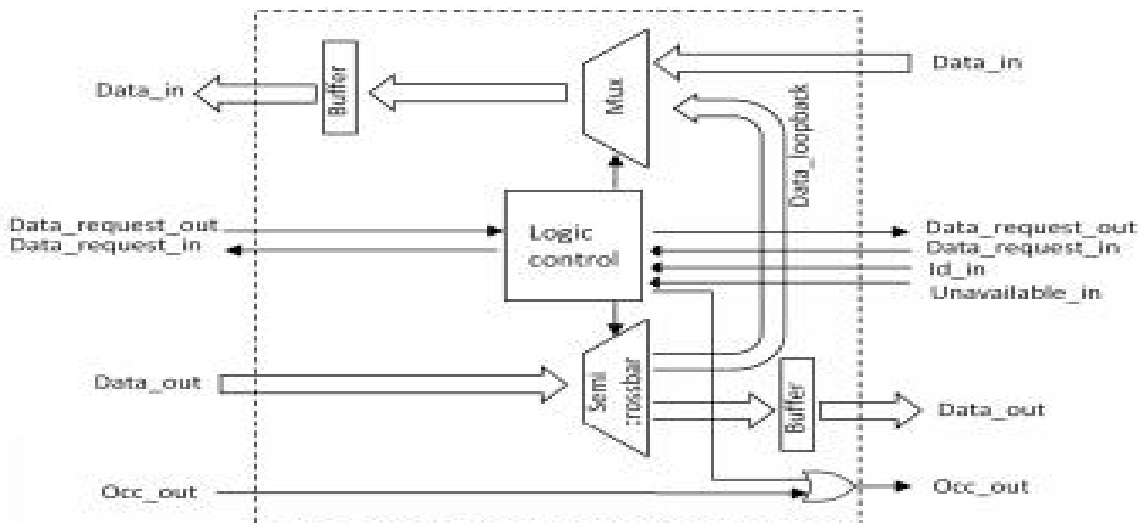 Data_in
Buffer
Mux
Data_in
Data_loopback
Data_request_out
Data_request_in
Logic
control
Data_request_out
Data_request_in
Id_in
Unavailable_in
Data_out
Semi
crossbar
Buffer
Data_out
Occ_out
Occ_out